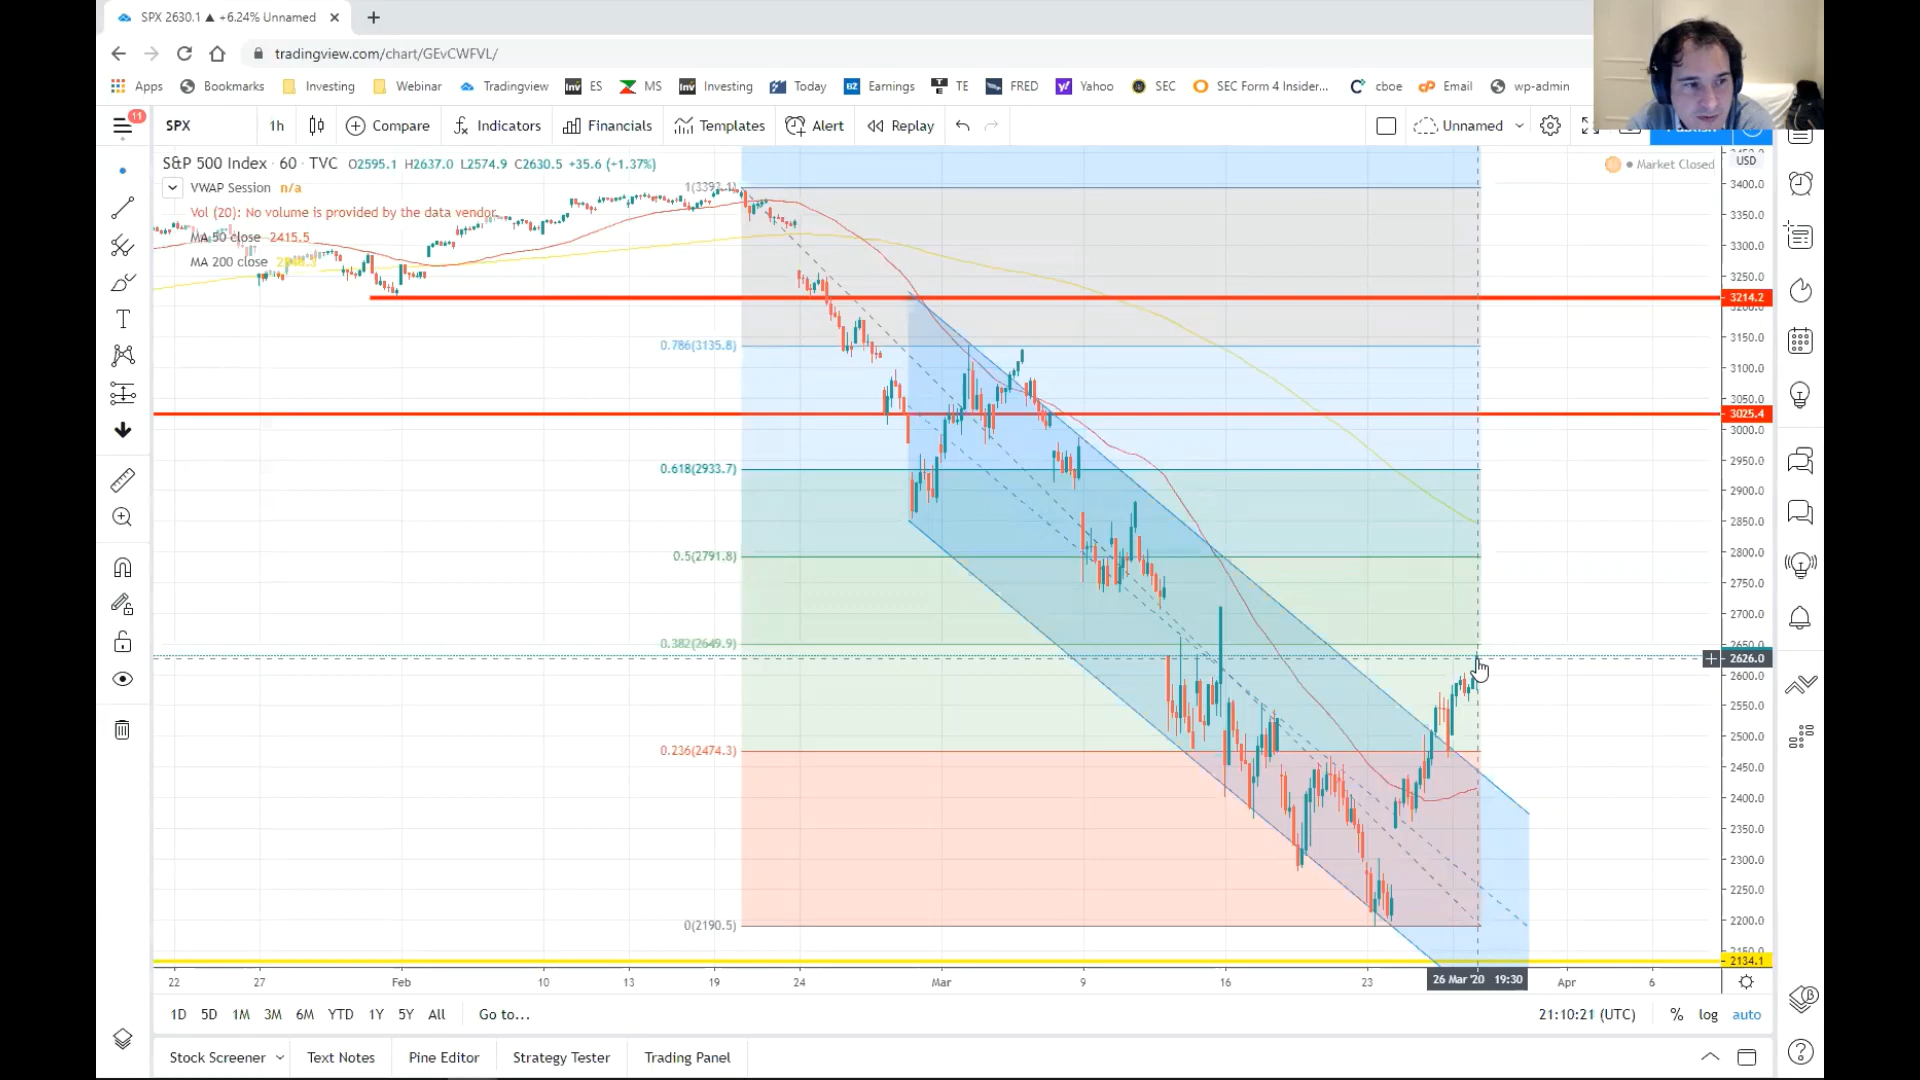 SPX 2630.1 ▲ +6.24% Unnamed
tradingview.com/chart/GEvCWFVL/
Apps Bookmarks Investing Webinar Tradingview Inv ES MS Inv Investing Today BZ Earnings TE FRED Yahoo SEC SEC Form 4 Insider... cboe Email wp-admin
11 SPX 1h Compare Indicators Financials Templates Alert Replay Unnamed
S&P 500 Index · 60 · TVC O2595.1 H2637.0 L2574.9 C2630.5 +35.6 (+1.37%)
Market Closed USD
VWAP Session n/a
Vol (20): No volume is provided by the data vendor.
MA 50 close 2415.5
MA 200 close
1(3393.1)
0.786(3135.8)
0.618(2933.7)
0.5(2791.8)
0.382(2649.9)
0.236(2474.3)
0(2190.5)
3400.0
3350.0
3300.0
3250.0
3214.2
3200.0
3150.0
3100.0
3050.0
3025.4
3000.0
2950.0
2900.0
2850.0
2800.0
2750.0
2700.0
2650.0
2626.0
2600.0
2550.0
2500.0
2450.0
2400.0
2350.0
2300.0
2250.0
2200.0
2150.0
2134.1
22 27 Feb 10 13 19 24 Mar 9 16 23 26 Mar '20 19:30 Apr 6
1D 5D 1M 3M 6M YTD 1Y 5Y All Go to... 21:10:21 (UTC) % log auto
Stock Screener Text Notes Pine Editor Strategy Tester Trading Panel